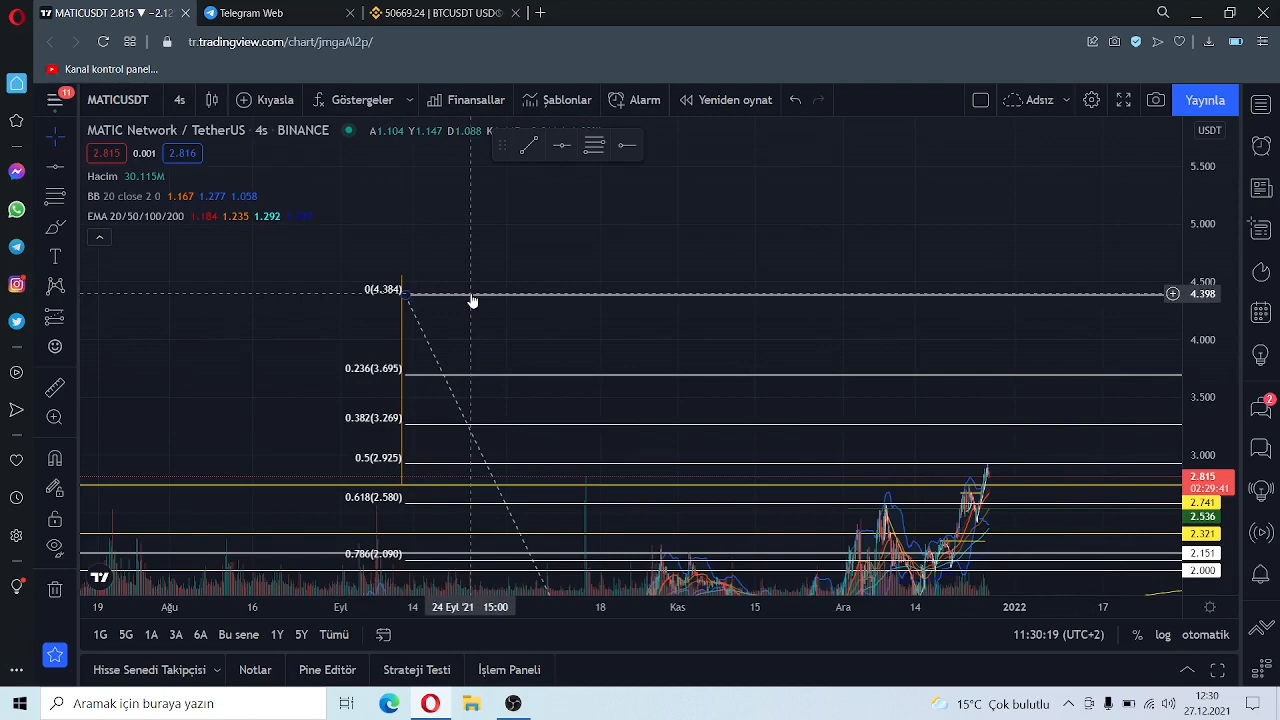 MATICUSDT 2.815 ▼ −2.12
Telegram Web
50669.24 | BTCUSDT USD
tr.tradingview.com/chart/jmgaAI2p/
Kanal kontrol panel...
11
MATICUSDT
4s
Kıyasla
Göstergeler
Finansallar
Şablonlar
Alarm
Yeniden oynat
Adsız
Yayınla
MATIC Network / TetherUS · 4s · BINANCE
A1.104 Y1.147 D1.088
USDT
2.815
0.001
2.816
Hacim 30.115M
BB 20 close 2 0 1.167 1.277 1.058
EMA 20/50/100/200 1.184 1.235 1.292
5.500
5.000
4.500
4.398
4.000
3.500
3.000
2.815
02:29:41
2.741
2.536
2.321
2.151
2.000
0(4.384)
0.236(3.695)
0.382(3.269)
0.5(2.925)
0.618(2.580)
0.786(2.090)
2
19
Ağu
16
Eyl
14
24 Eyl '21 15:00
18
Kas
15
Ara
14
2022
17
1G 5G 1A 3A 6A Bu sene 1Y 5Y Tümü
11:30:19 (UTC+2)
%
log
otomatik
Hisse Senedi Takipçisi
Notlar
Pine Editör
Strateji Testi
İşlem Paneli
Aramak için buraya yazın
15°C Çok bulutlu
12:30
27.12.2021